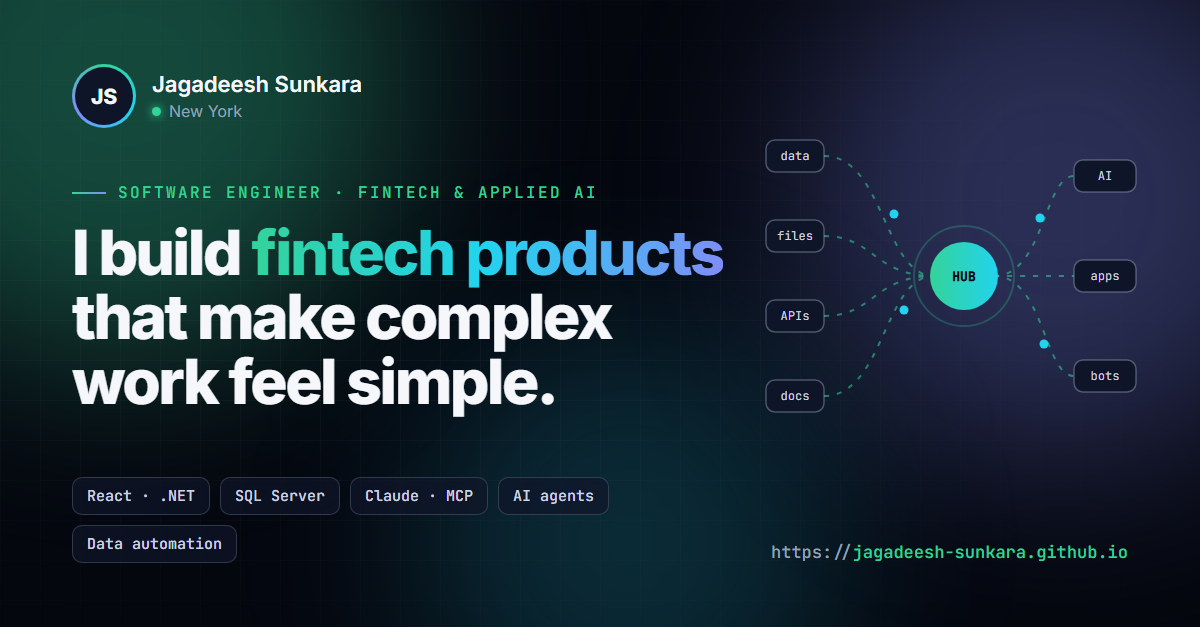 JS
Jagadeesh Sunkara
New York
SOFTWARE ENGINEER · FINTECH & APPLIED AI
I build fintech products
that make complex
work feel simple.
React · .NET
SQL Server
Claude · MCP
AI agents
Data automation
data
files
APIs
docs
HUB
AI
apps
bots
https://jagadeesh-sunkara.github.io